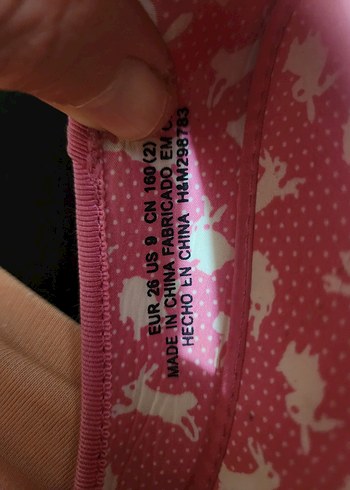 EUR 26 US 9 CN 160(2)
MADE IN CHINA FABRICADO EM C
HECHO EN CHINA H&M298783